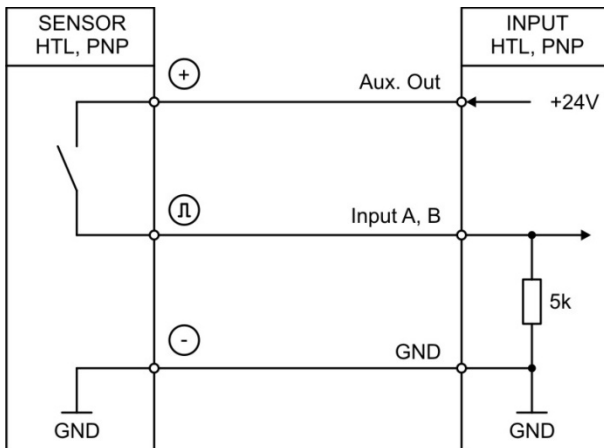 SENSOR
HTL, PNP
INPUT
HTL, PNP
+
Aux. Out
+24V
Input A, B
5k
-
GND
GND
GND